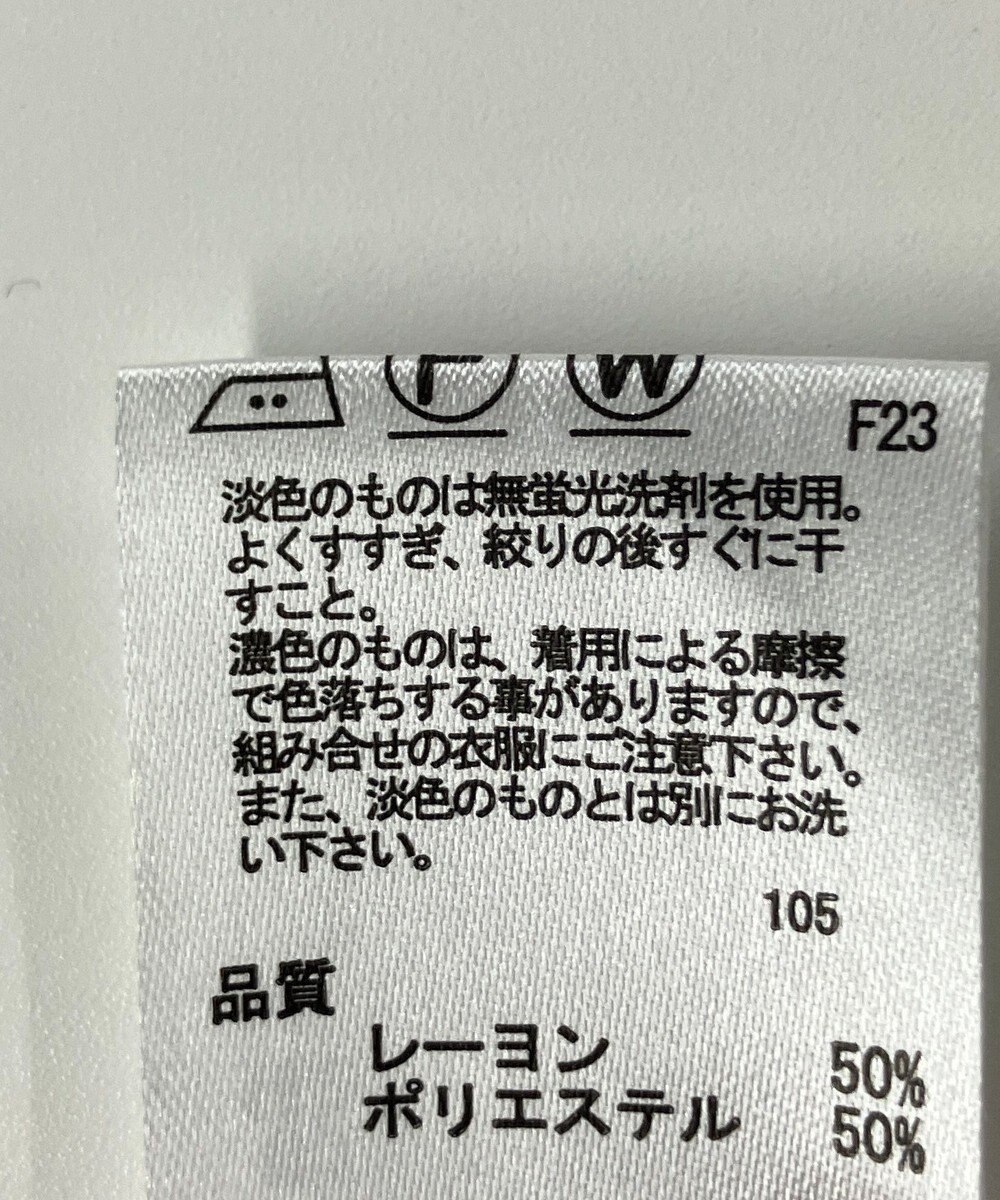 F W F23
淡色のものは無蛍光洗剤を使用。
よくすすぎ、絞りの後すぐに干
すこと。
濃色のものは、着用による摩擦
で色落ちする事がありますので、
組み合せの衣服にご注意下さい。
また、淡色のものとは別にお洗
い下さい。
105
品質
レーヨン 50%
ポリエステル 50%